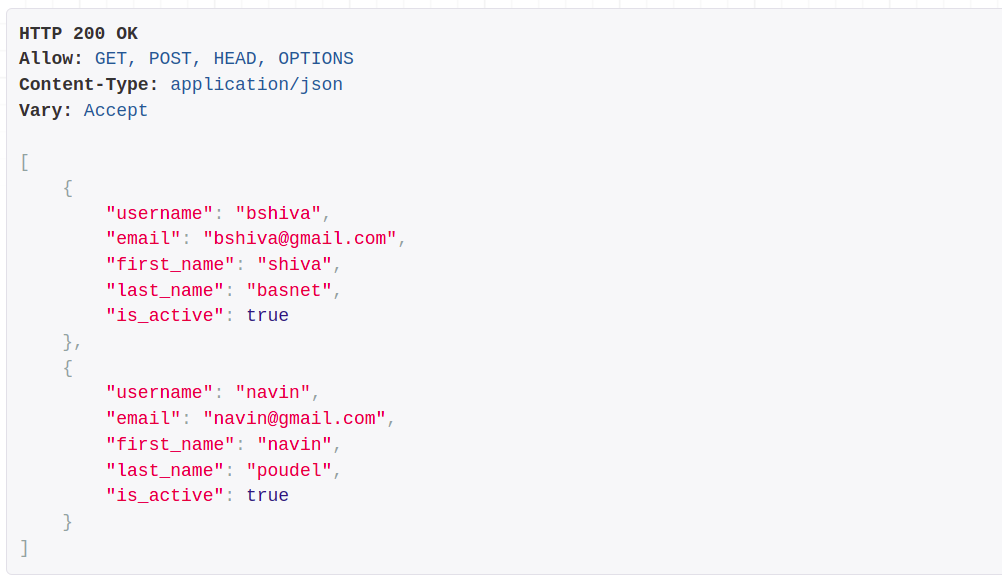 HTTP 200 OK
Allow: GET, POST, HEAD, OPTIONS
Content-Type: application/json
Vary: Accept
[
    {
        "username": "bshiva",
        "email": "bshiva@gmail.com",
        "first_name": "shiva",
        "last_name": "basnet",
        "is_active": true
    },
    {
        "username": "navin",
        "email": "navin@gmail.com",
        "first_name": "navin",
        "last_name": "poudel",
        "is_active": true
    }
]